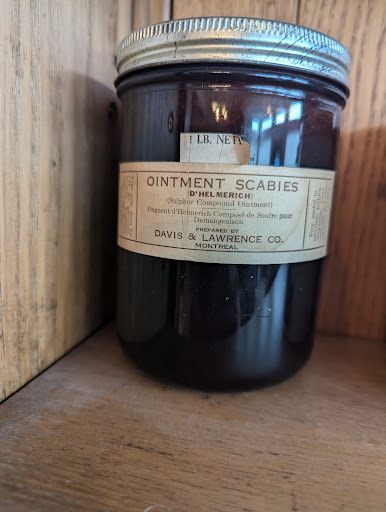 1 LB. NET
OINTMENT SCABIES
(D'HELMERICH)
(Sulphur Compound Ointment)
Onguent d'Helmerich Composé de Soufre pour
Demangeaison
PREPARED BY
DAVIS & LAWRENCE CO.
MONTREAL